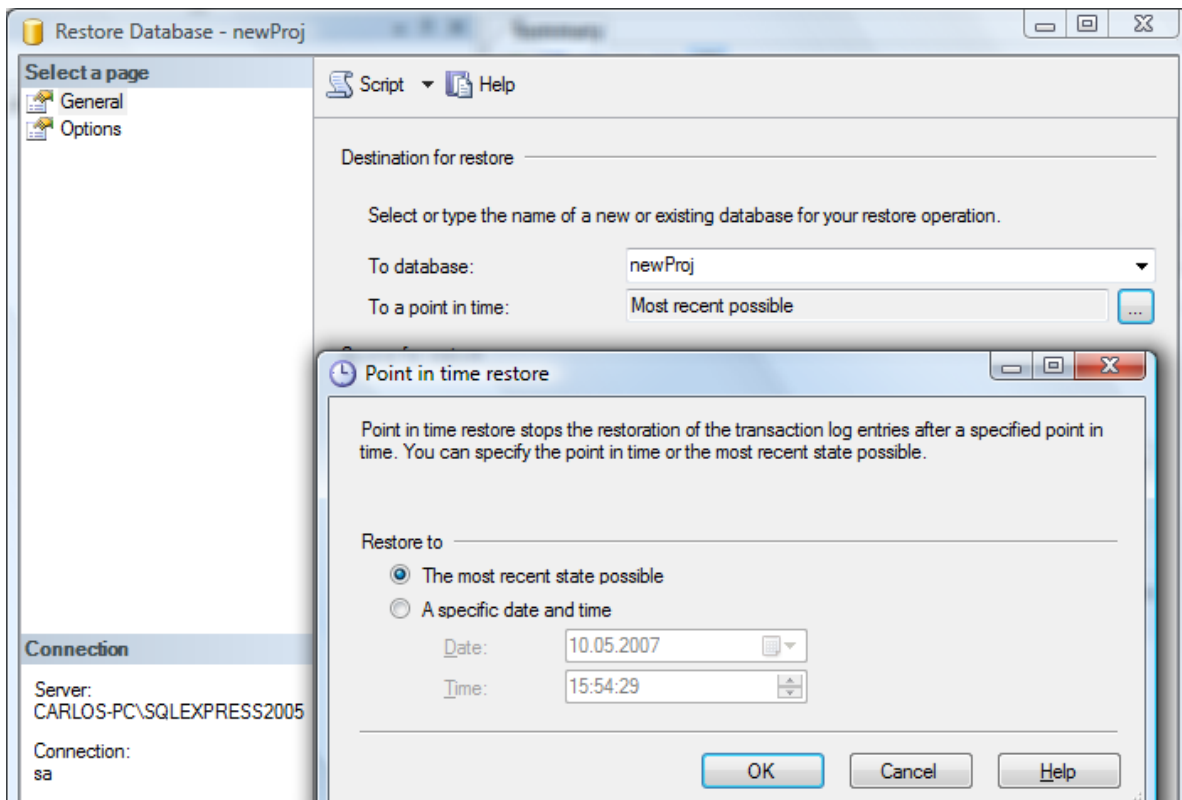 Restore Database - newProj
Select a page
General
Options
Script
Help
Destination for restore
Select or type the name of a new or existing database for your restore operation.
To database:
newProj
To a point in time:
Most recent possible
...
Point in time restore
Point in time restore stops the restoration of the transaction log entries after a specified point in
time. You can specify the point in time or the most recent state possible.
Restore to
The most recent state possible
A specific date and time
Date:
10.05.2007
Time:
15:54:29
OK
Cancel
Help
Connection
Server:
CARLOS-PC\SQLEXPRESS2005
Connection:
sa